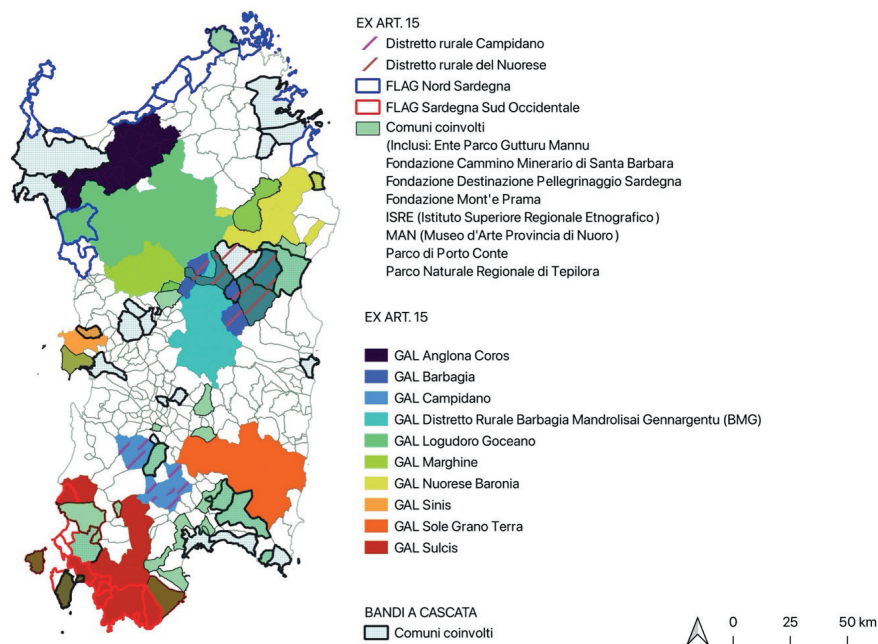 EX ART. 15
Distretto rurale Campidano
Distretto rurale del Nuorese
FLAG Nord Sardegna
FLAG Sardegna Sud Occidentale
Comuni coinvolti
(Inclusi: Ente Parco Gutturu Mannu
Fondazione Cammino Minerario di Santa Barbara
Fondazione Destinazione Pellegrinaggio Sardegna
Fondazione Mont'e Prama
ISRE (Istituto Superiore Regionale Etnografico)
MAN (Museo d'Arte Provincia di Nuoro)
Parco di Porto Conte
Parco Naturale Regionale di Tepilora
EX ART. 15
GAL Anglona Coros
GAL Barbagia
GAL Campidano
GAL Distretto Rurale Barbagia Mandrolisai Gennargentu (BMG)
GAL Logudoro Goceano
GAL Marghine
GAL Nuorese Baronia
GAL Sinis
GAL Sole Grano Terra
GAL Sulcis
BANDI A CASCATA
Comuni coinvolti
0 25 50 km